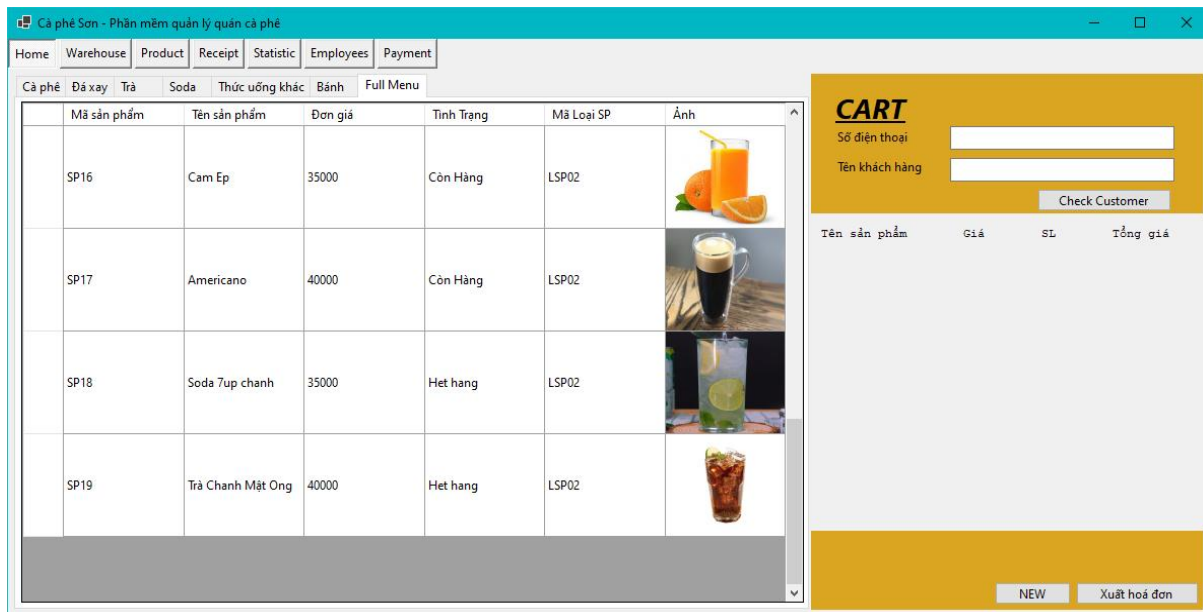 Cà phê Sơn - Phần mềm quản lý quán cà phê
Home Warehouse Product Receipt Statistic Employees Payment
Cà phê Đá xay Trà Soda Thức uống khác Bánh Full Menu
Mã sản phẩm Tên sản phẩm Đơn giá Tình Trạng Mã Loại SP Ảnh
SP16 Cam Ep 35000 Còn Hàng LSP02
SP17 Americano 40000 Còn Hàng LSP02
SP18 Soda 7up chanh 35000 Het hang LSP02
SP19 Trà Chanh Mật Ong 40000 Het hang LSP02
CART
Số điện thoại
Tên khách hàng
Check Customer
Tên sản phẩm Giá SL Tổng giá
NEW Xuất hoá đơn